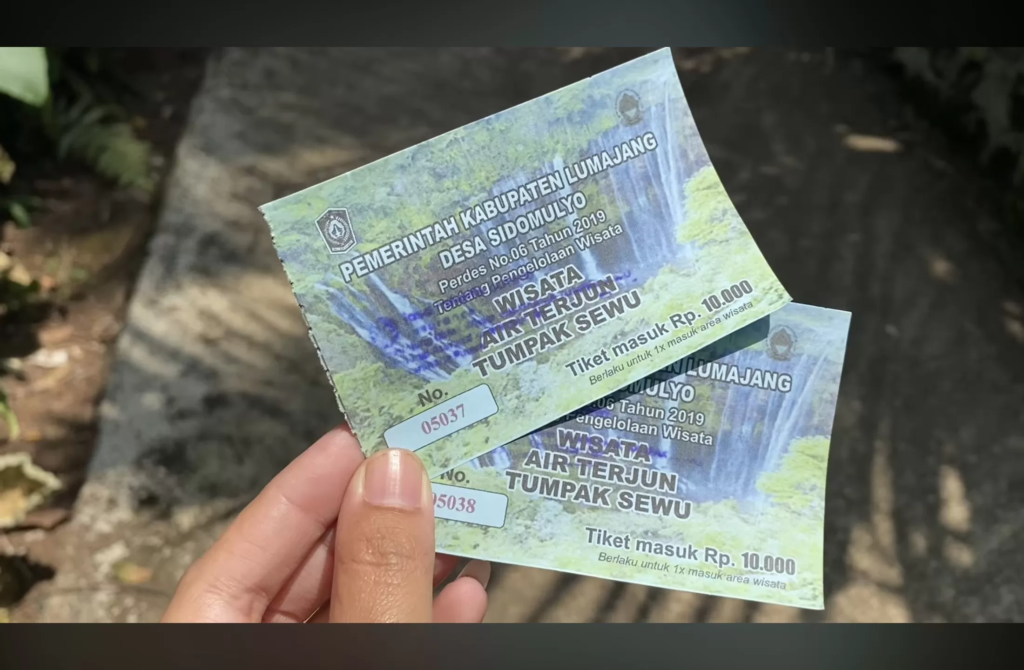 PEMERINTAH KABUPATEN LUMAJANG
DESA SIDOMULYO
Perdes No.06 Tahun 2019
Tentang Pengelolaan Wisata
WISATA
AIR TERJUN
TUMPAK SEWU
Tiket masuk Rp. 10.000
Berlaku untuk 1x masuk area wisata
No.
05037
LUMAJANG
06 Tahun 2019
Pengelolaan Wisata
WISATA
AIR TERJUN
TUMPAK SEWU
No.
05038
Tiket masuk Rp. 10.000
Berlaku untuk 1x masuk area wisata